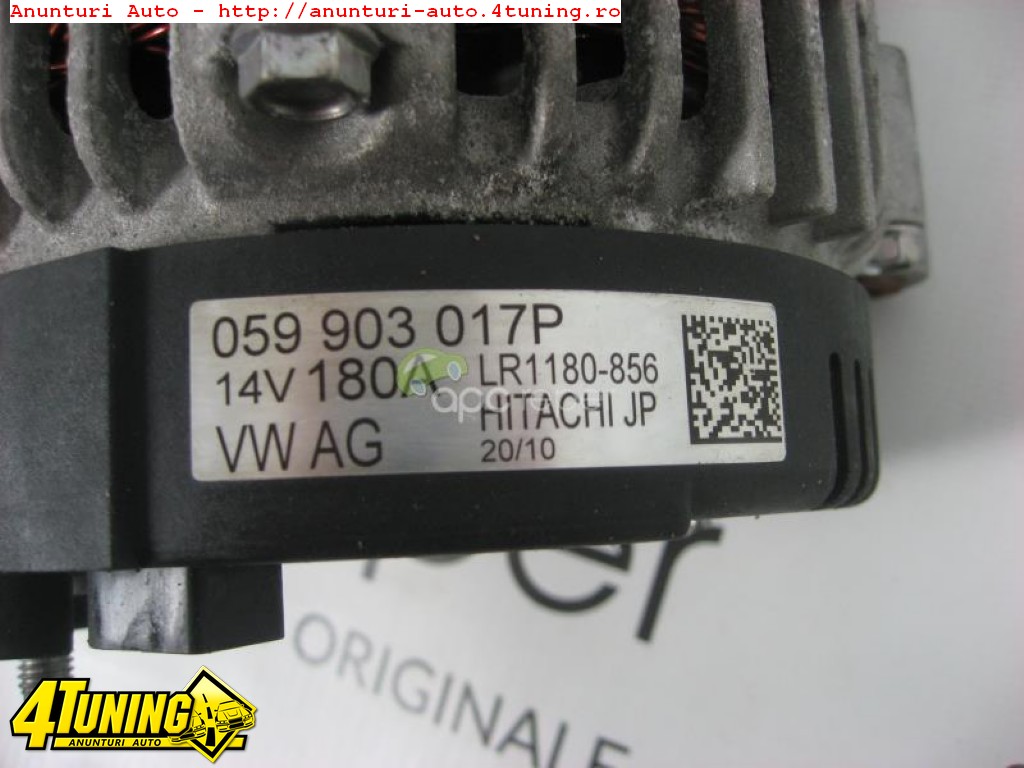 Anunturi Auto - http://anunturi-auto.4tuning.ro
059 903 017P
14V 180A LR1180-856
HITACHI JP
VW AG
20/10
ORIGINALE
4TUNING
ANUNTURI AUTO